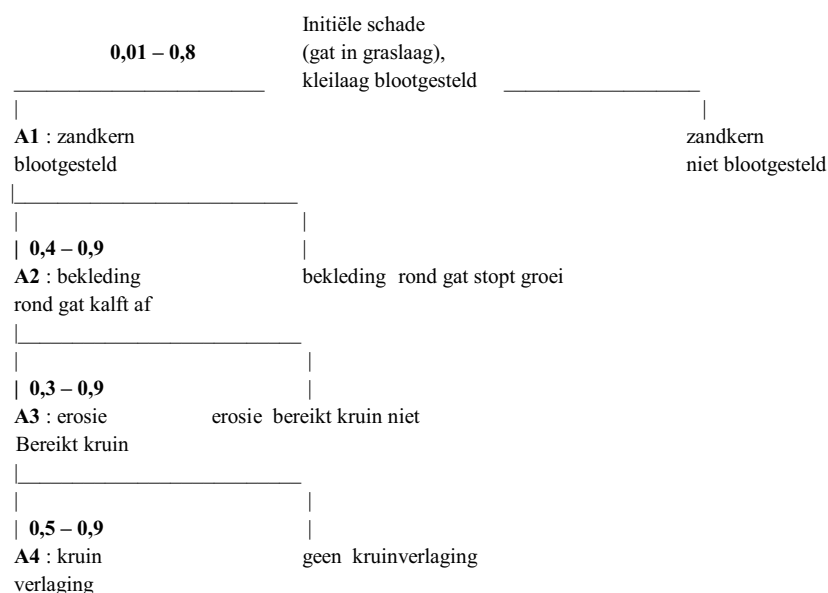 Initiële schade
0,01 – 0,8 (gat in graslaag),
kleilaag blootgesteld
A1 : zandkern zandkern
blootgesteld niet blootgesteld
0,4 – 0,9
A2 : bekleding bekleding rond gat stopt groei
rond gat kalft af
0,3 – 0,9
A3 : erosie erosie bereikt kruin niet
Bereikt kruin
0,5 – 0,9
A4 : kruin geen kruinverlaging
verlaging